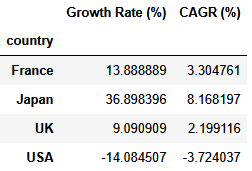 Growth Rate (%) CAGR (%)
country
France 13.888889 3.304761
Japan 36.898396 8.168197
UK 9.090909 2.199116
USA -14.084507 -3.724037